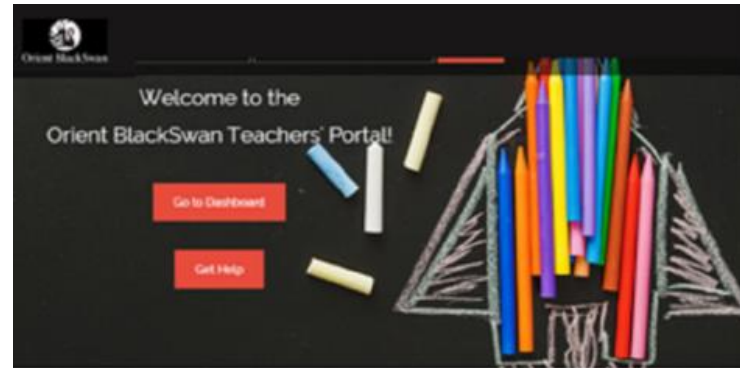 Orient BlackSwan
Welcome to the
Orient BlackSwan Teachers' Portal!
Go to Dashboard
Get Help